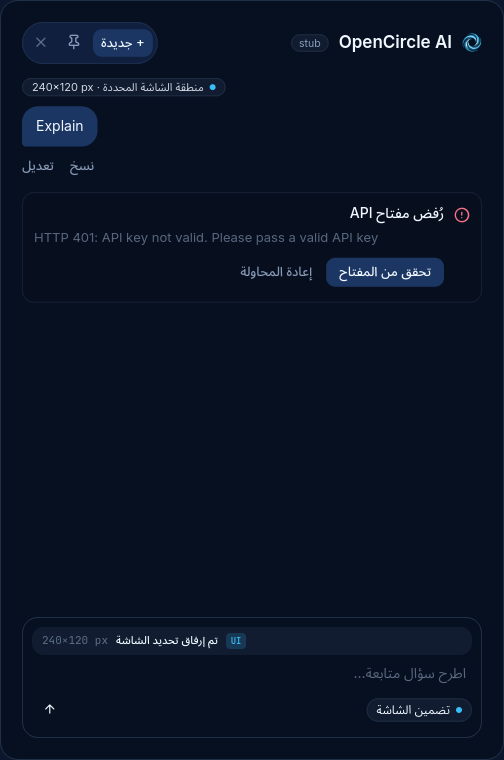 OpenCircle AI
stub
+ جديدة
منطقة الشاشة المحددة · 240×120 px
Explain
نسخ
تعديل
رُفض مفتاح API
HTTP 401: API key not valid. Please pass a valid API key
تحقق من المفتاح
إعادة المحاولة
UI تم إرفاق تحديد الشاشة 240×120 px
اطرح سؤال متابعة...
تضمين الشاشة